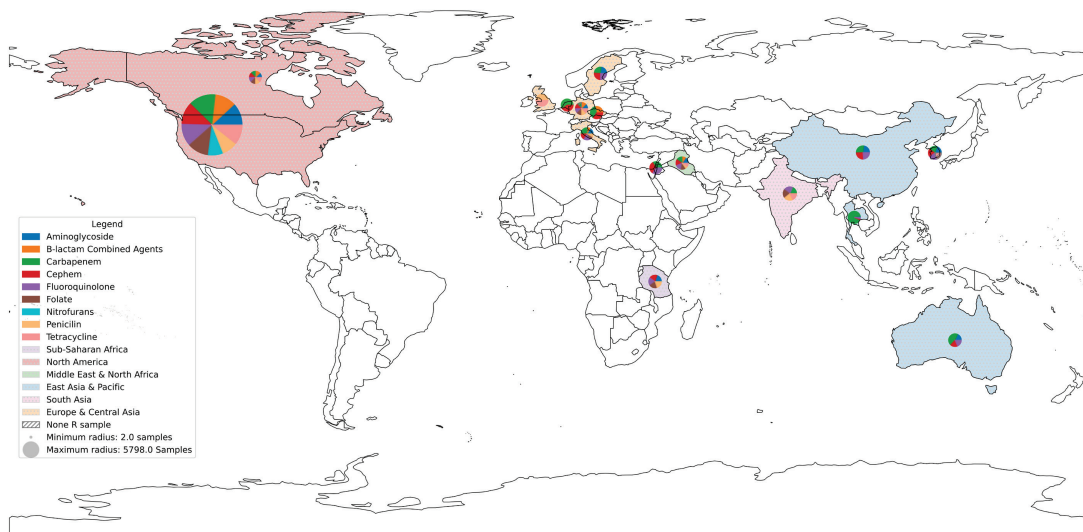 Legend
Aminoglycoside
B-lactam Combined Agents
Carbapenem
Cephem
Fluoroquinolone
Folate
Nitrofurans
Penicilin
Tetracycline
Sub-Saharan Africa
North America
Middle East & North Africa
East Asia & Pacific
South Asia
Europe & Central Asia
None R sample
Minimum radius: 2.0 samples
Maximum radius: 5798.0 Samples